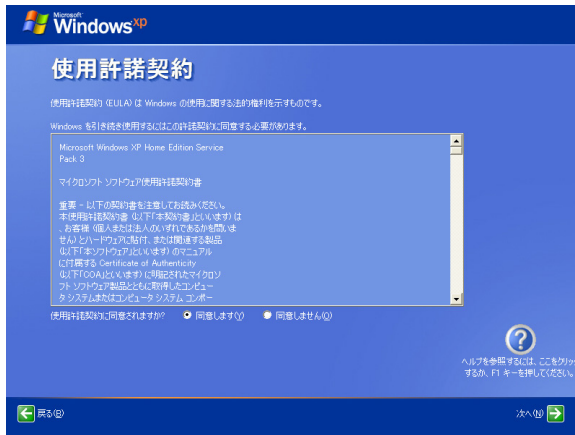 Microsoft
Windows xp
使用許諾契約
使用許諾契約 (EULA) は Windows の使用に関する法的権利を示すものです。
Windows を引き続き使用するにはこの許諾契約に同意する必要があります。
Microsoft Windows XP Home Edition Service
Pack 3
マイクロソフト ソフトウェア使用許諾契約書
重要 - 以下の契約書を注意してお読みください。
本使用許諾契約書 (以下「本契約書」といいます) は
、お客様 (個人または法人のいずれであるかを問いま
せん) とハードウェアに貼付、または関連する製品
(以下「本ソフトウェア」といいます) のマニュアル
に付属する Certificate of Authenticity
(以下「COA」といいます) に明記されたマイクロソ
フト ソフトウェア製品とともに取得したコンピュー
タ システムまたはコンピュータ システム コンポー
使用許諾契約に同意されますか?
同意します(Y)
同意しません(O)
ヘルプを参照するには、ここをクリッ
するか、F1 キーを押してください。
戻る(B)
次へ(N)